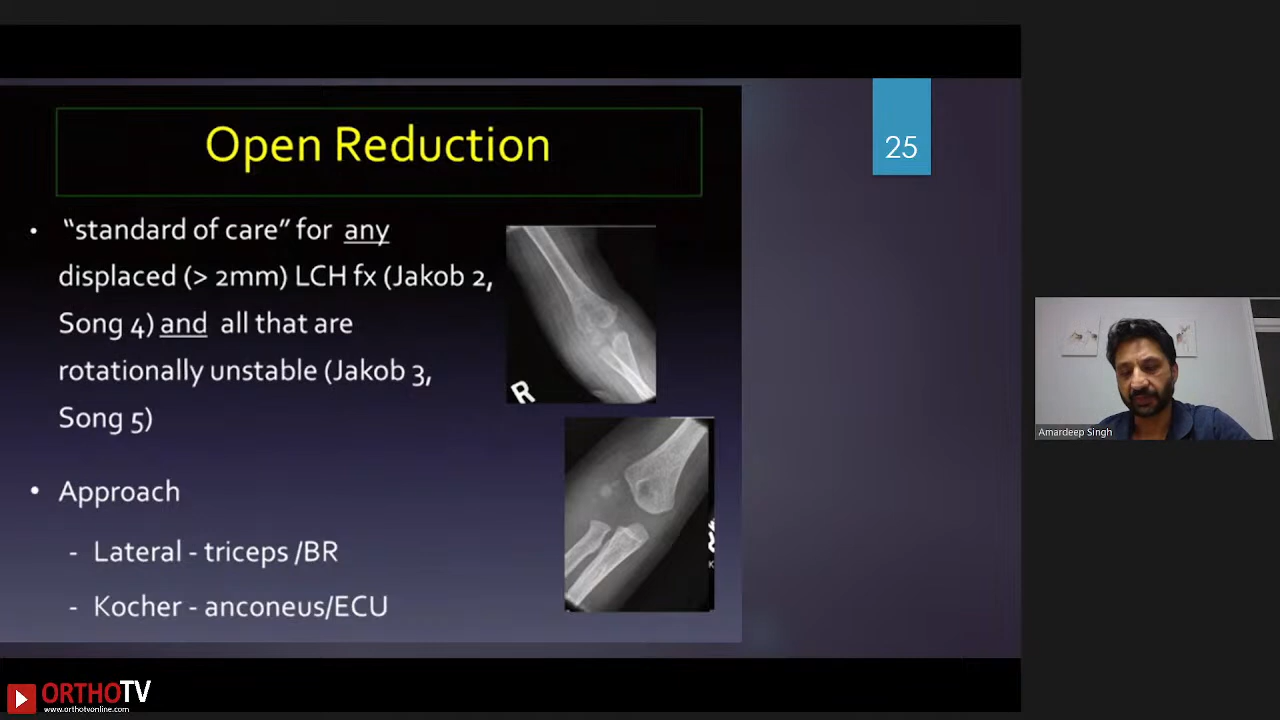 Open Reduction
25
• “standard of care” for any
displaced (> 2mm) LCH fx (Jakob 2,
Song 4) and all that are
rotationally unstable (Jakob 3,
Song 5)
• Approach
- Lateral - triceps /BR
- Kocher - anconeus/ECU
R
Amardeep Singh
ORTHOTV
www.orthotvonline.com